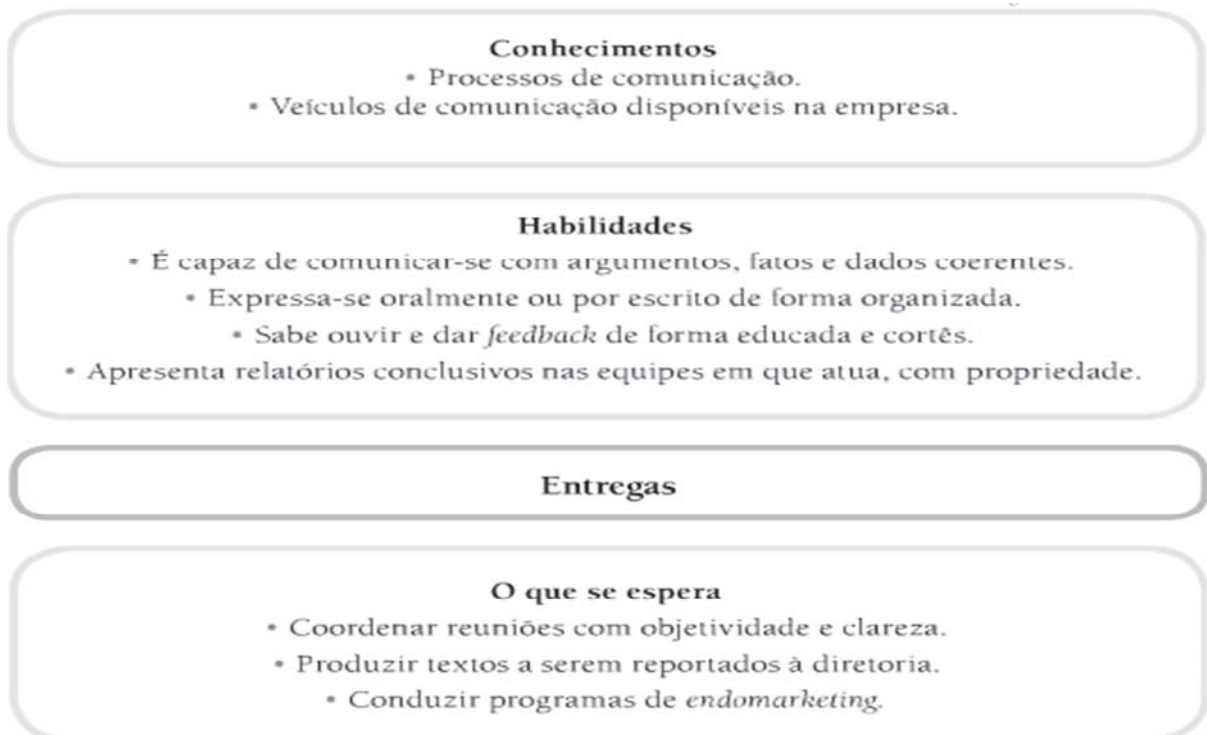 Conhecimentos
• Processos de comunicação.
• Veículos de comunicação disponíveis na empresa.
Habilidades
• É capaz de comunicar-se com argumentos, fatos e dados coerentes.
• Expressa-se oralmente ou por escrito de forma organizada.
• Sabe ouvir e dar feedback de forma educada e cortês.
• Apresenta relatórios conclusivos nas equipes em que atua, com propriedade.
Entregas
O que se espera
• Coordenar reuniões com objetividade e clareza.
• Produzir textos a serem reportados à diretoria.
• Conduzir programas de endomarketing.